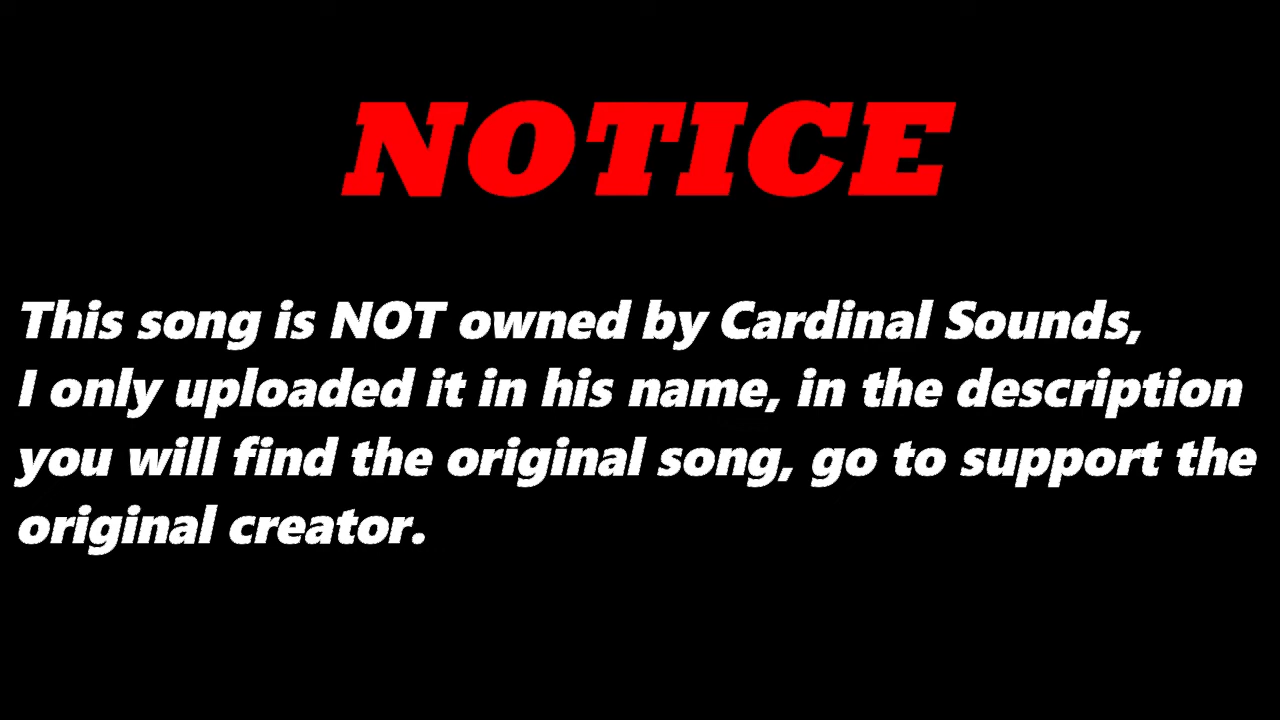 NOTICE
This song is NOT owned by Cardinal Sounds,
I only uploaded it in his name, in the description
you will find the original song, go to support the
original creator.